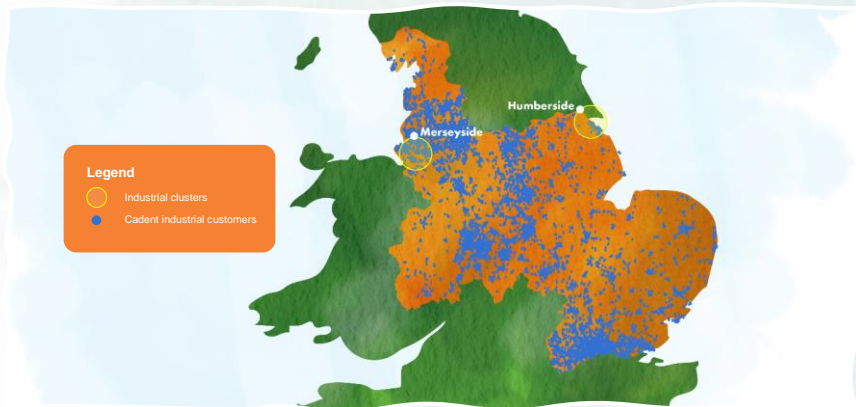 Humberside
Merseyside
Legend
Industrial clusters
Cadent industrial customers